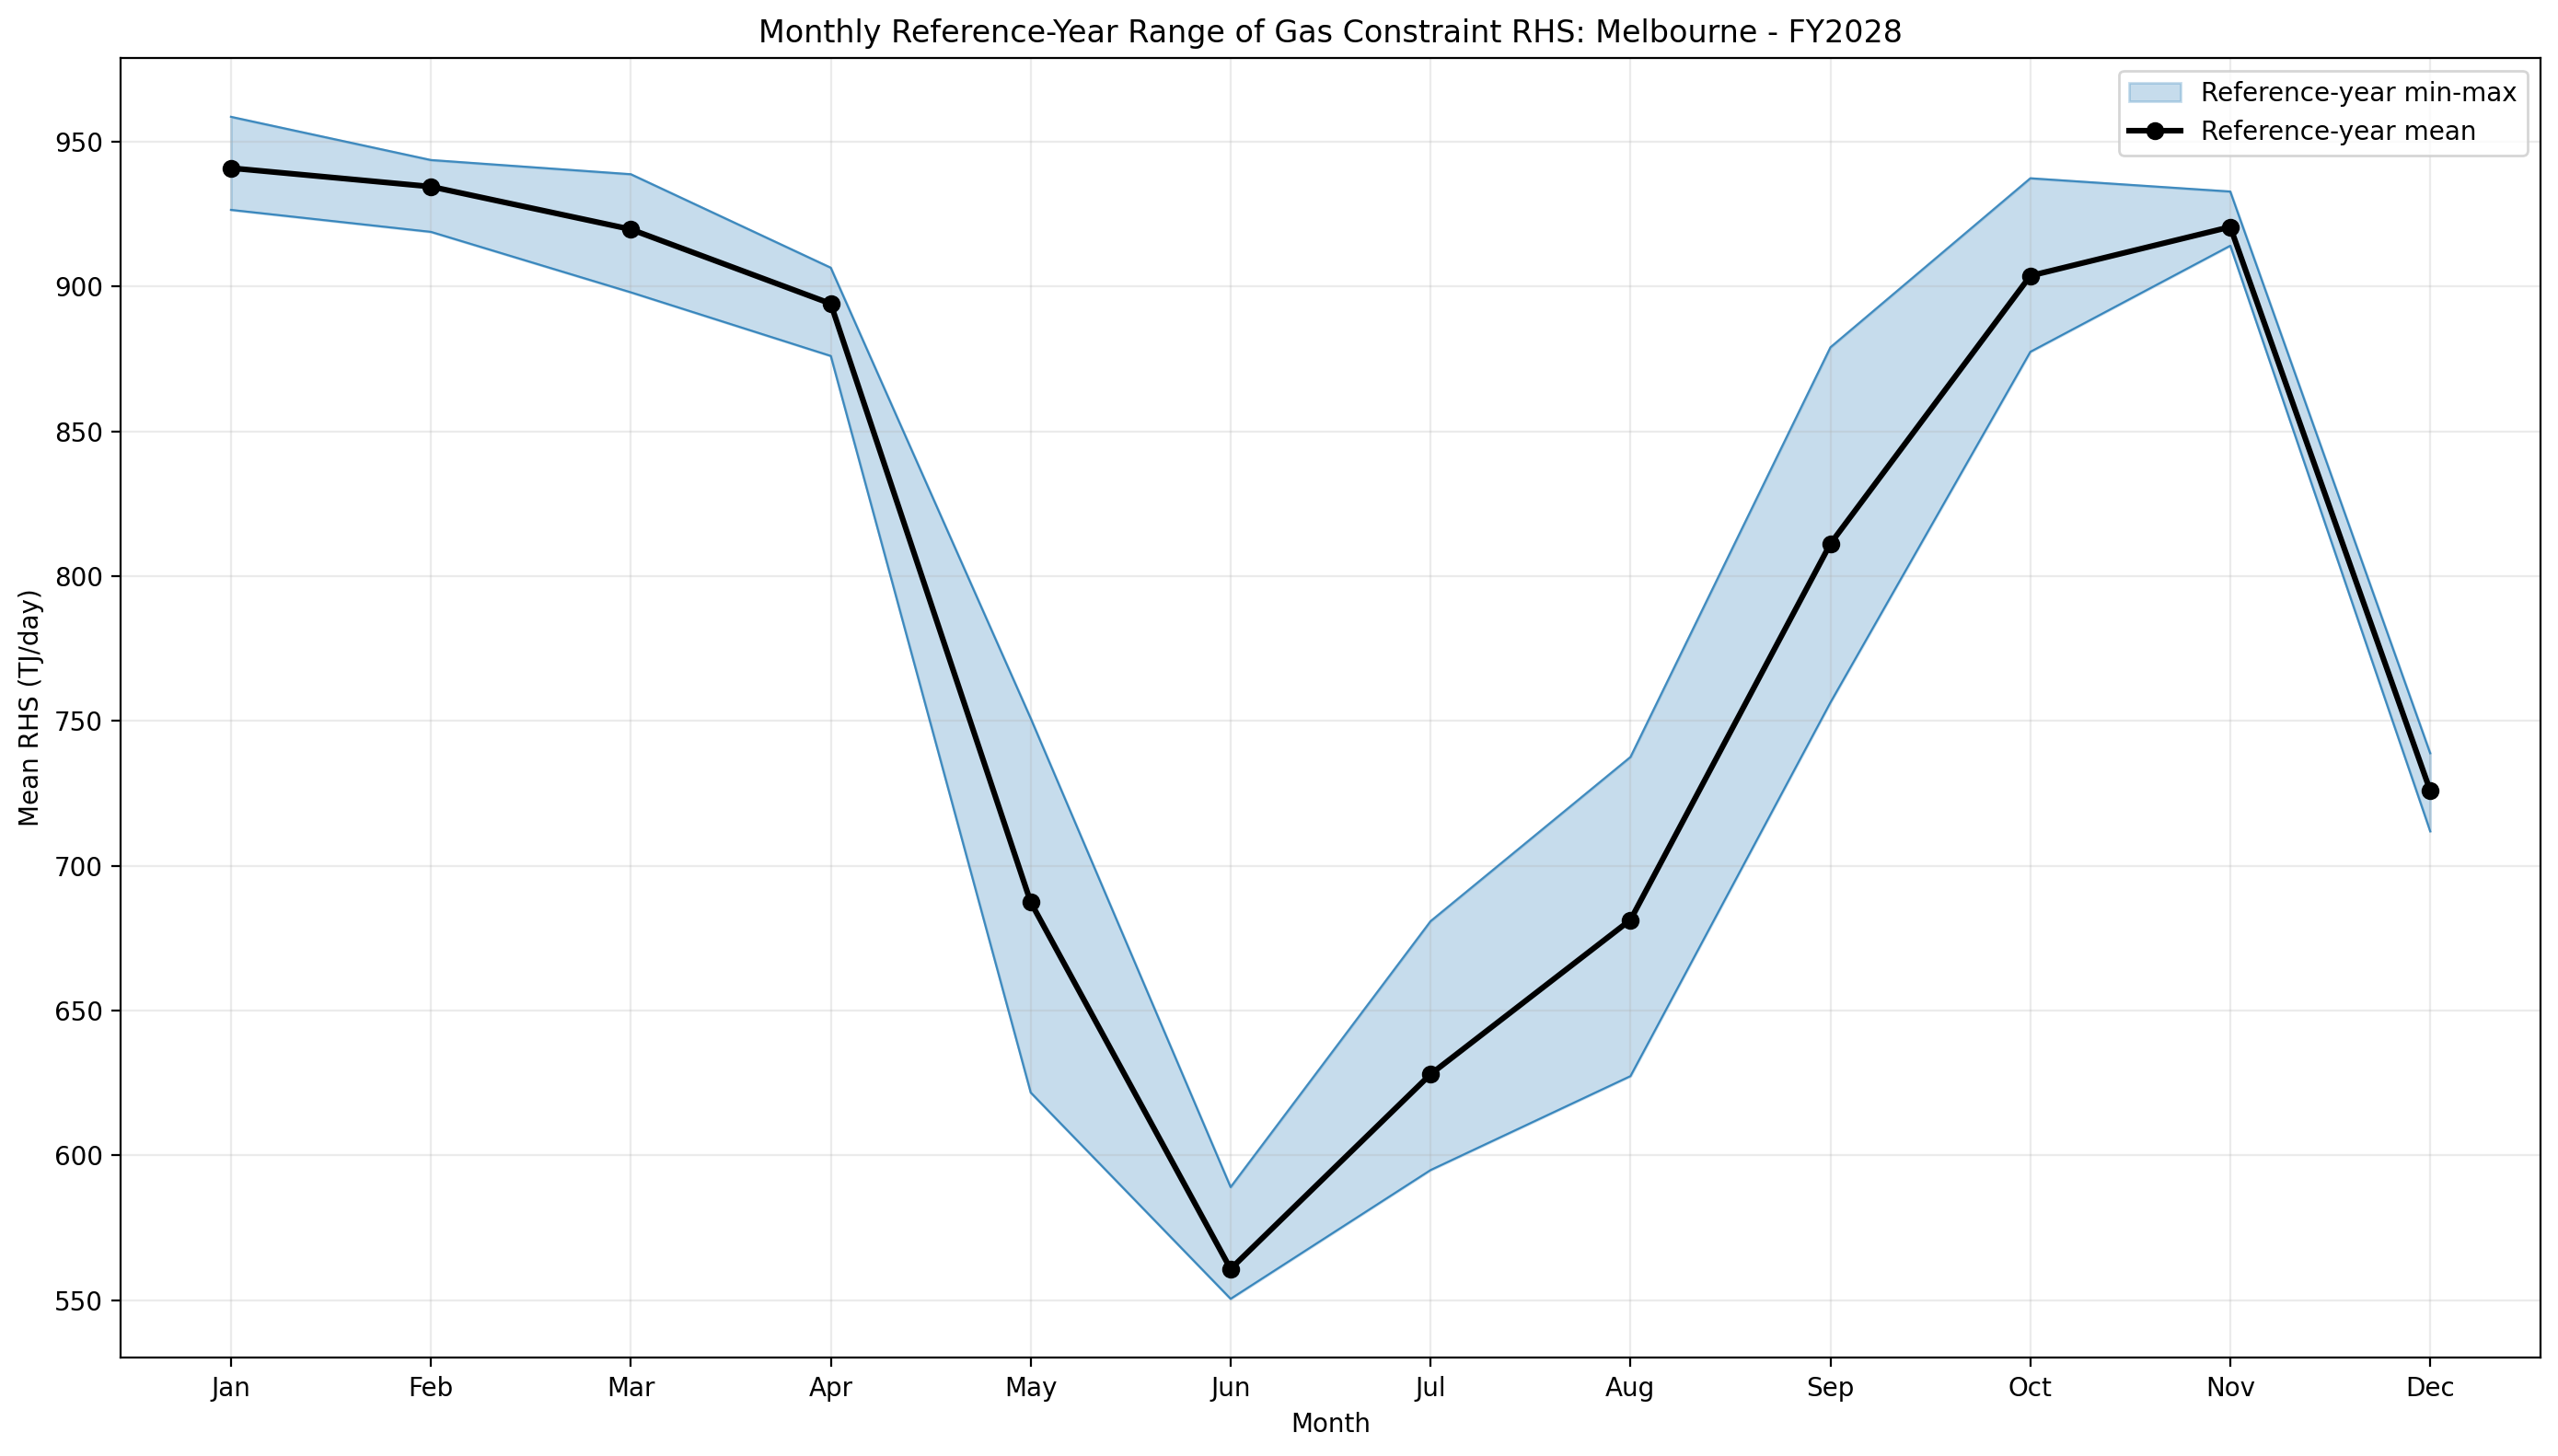 Monthly Reference-Year Range of Gas Constraint RHS: Melbourne - FY2028
Reference-year min-max
Reference-year mean
Mean RHS (TJ/day)
950
900
850
800
750
700
650
600
550
Jan Feb Mar Apr May Jun Jul Aug Sep Oct Nov Dec
Month